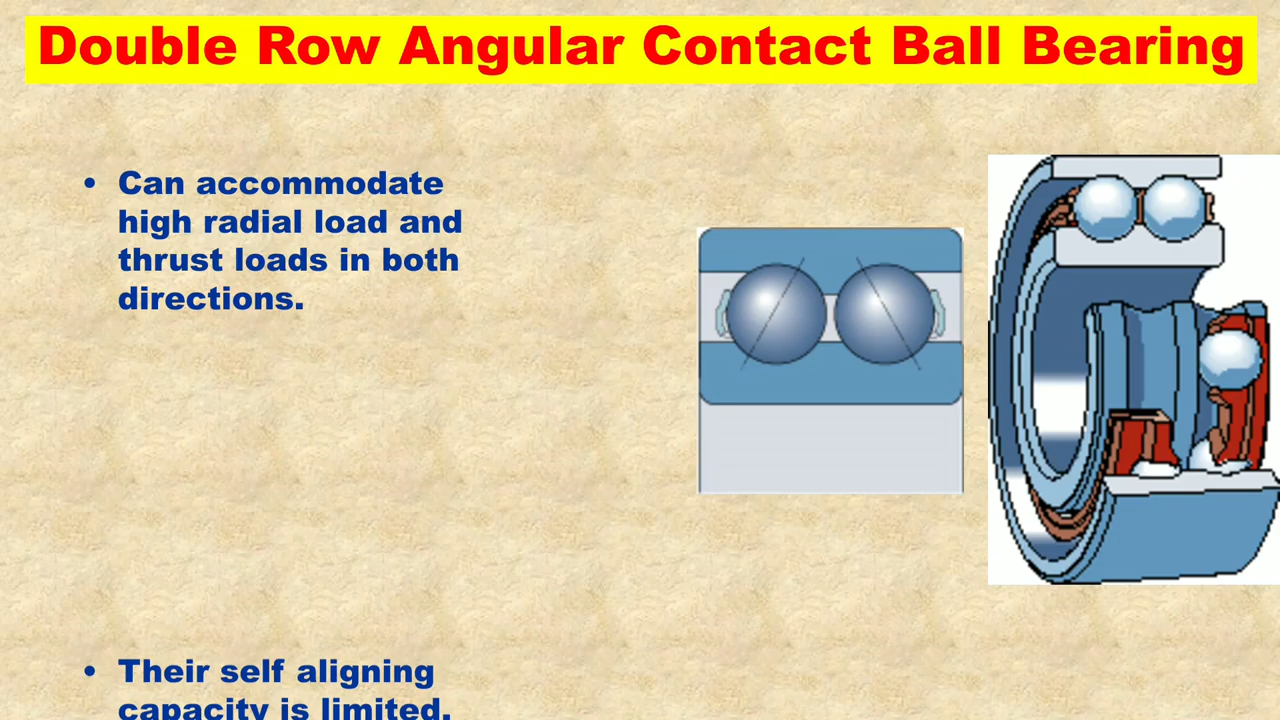 Double Row Angular Contact Ball Bearing
• Can accommodate
high radial load and
thrust loads in both
directions.
• Their self aligning
capacity is limited.